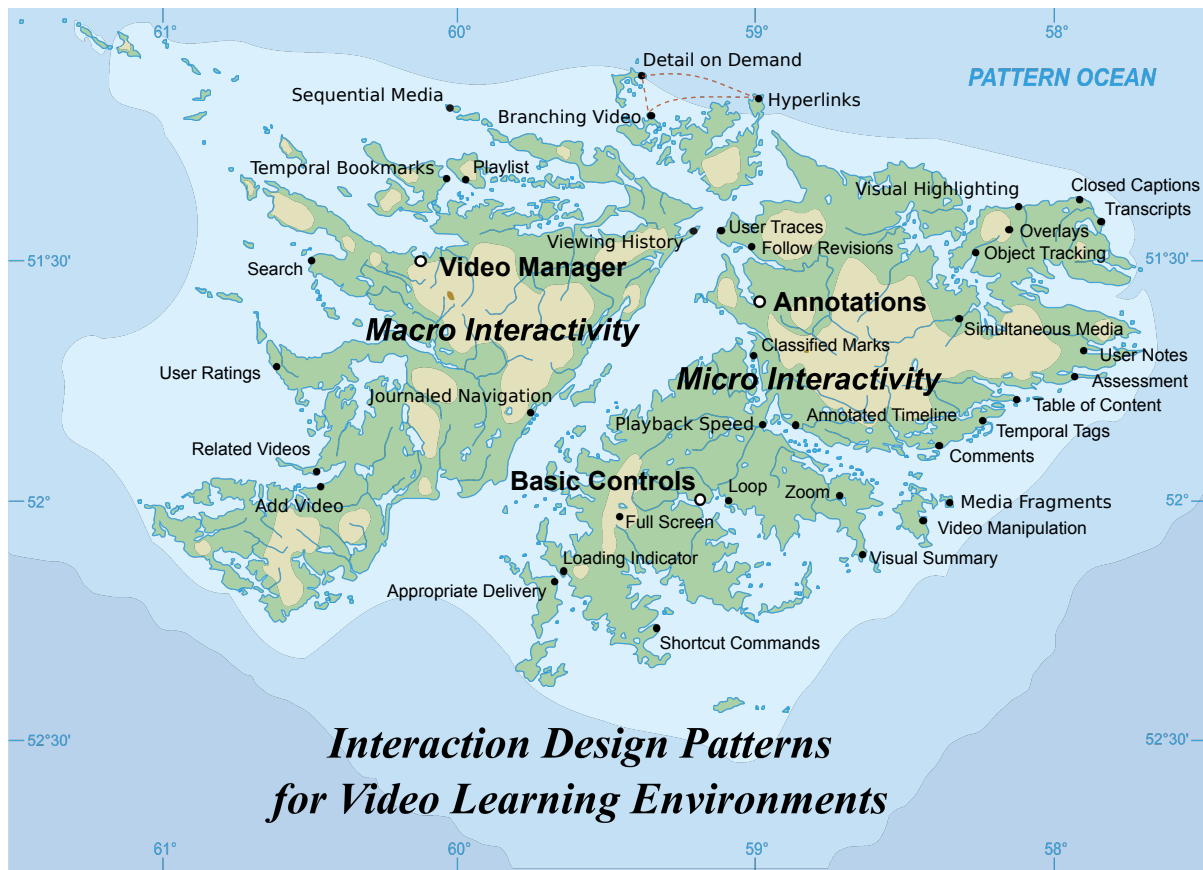 61° 60 59° 58°
Detail on Demand
PATTERN OCEAN
Sequential Media
Hyperlinks
Branching Video
Temporal Bookmarks
Playlist
Visual Highlighting
Closed Captions
Transcripts
User Traces
Overlays
Viewing History
Follow Revisions
Object Tracking
51°30'
51°30'
Search
Video Manager
Annotations
Macro Interactivity
Simultaneous Media
Classified Marks
User Notes
User Ratings
Micro Interactivity
Assessment
Journaled Navigation
Table of Content
Annotated Timeline
Playback Speed
Temporal Tags
Related Videos
Comments
Basic Controls
Loop
Zoom
52°
52°
Add Video
Media Fragments
Full Screen
Video Manipulation
Loading Indicator
Visual Summary
Appropriate Delivery
Shortcut Commands
52°30'
52°30'
Interaction Design Patterns
for Video Learning Environments
61° 60 59° 58°